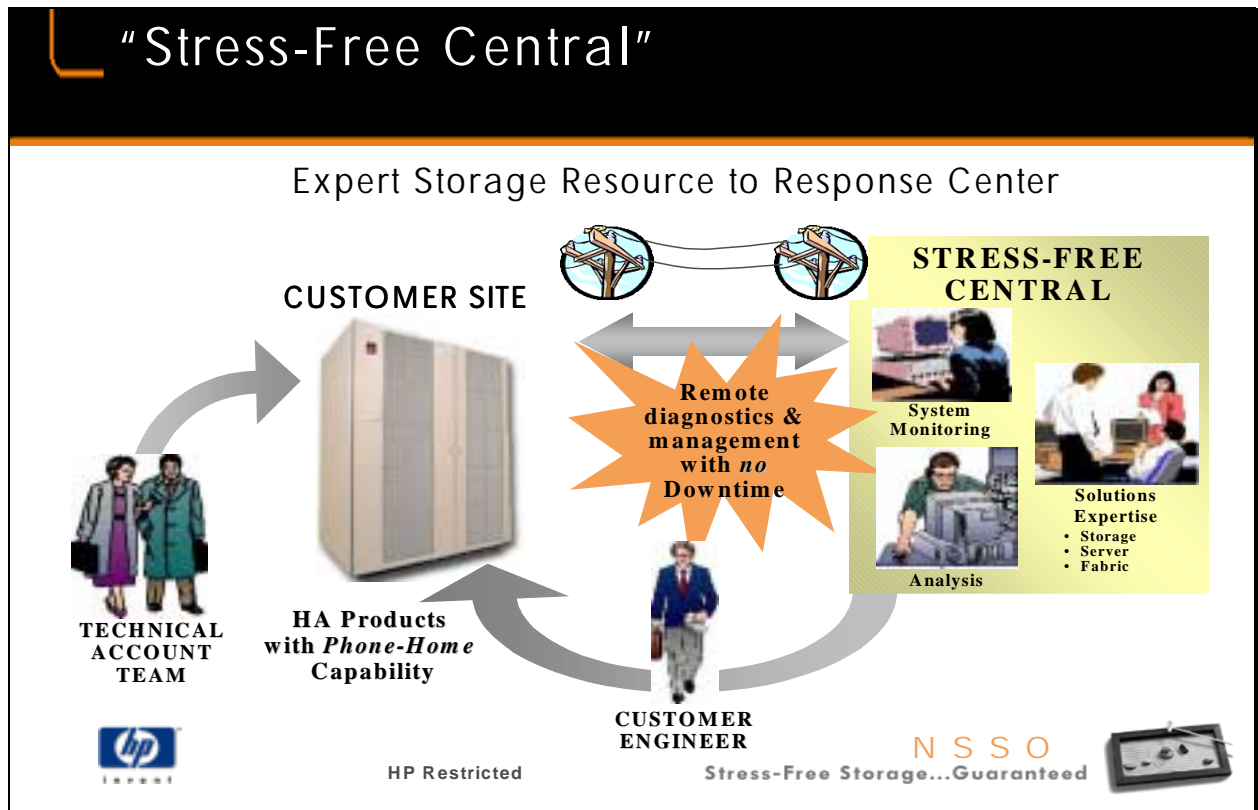 "Stress-Free Central"
Expert Storage Resource to Response Center
CUSTOMER SITE
STRESS-FREE
CENTRAL
Remote
diagnostics &
management
with no
Downtime
System
Monitoring
Analysis
Solutions
Expertise
• Storage
• Server
• Fabric
TECHNICAL
ACCOUNT
TEAM
HA Products
with Phone-Home
Capability
CUSTOMER
ENGINEER
hp
invent
HP Restricted
NSSO
Stress-Free Storage...Guaranteed